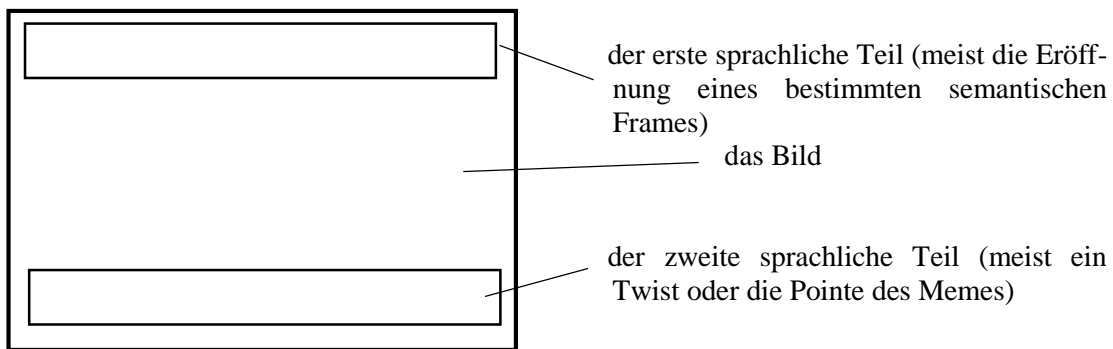 der erste sprachliche Teil (meist die Eröff-
nung eines bestimmten semantischen
Frames)
das Bild
der zweite sprachliche Teil (meist ein
Twist oder die Pointe des Memes)